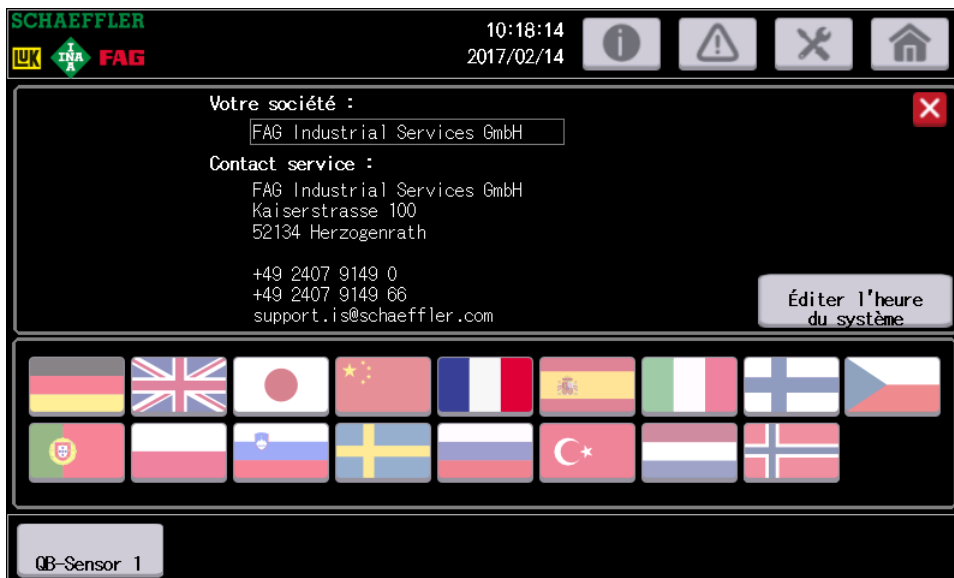 SCHAEFFLER
LUK INA FAG
10:18:14
2017/02/14
Votre société :
FAG Industrial Services GmbH
Contact service :
FAG Industrial Services GmbH
Kaiserstrasse 100
52134 Herzogenrath
+49 2407 9149 0
+49 2407 9149 66
support.is@schaeffler.com
Éditer l'heure
du système
QB-Sensor 1